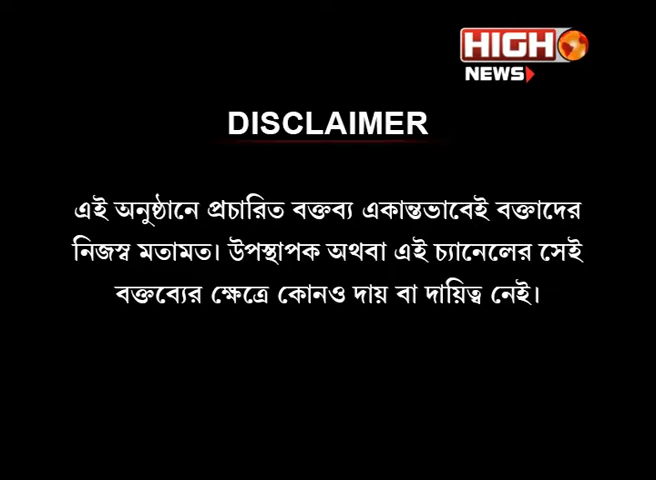 HIGH
NEWS
DISCLAIMER
এই অনুষ্ঠানে প্রচারিত বক্তব্য একান্তভাবেই বক্তাদের
নিজস্ব মতামত। উপস্থাপক অথবা এই চ্যানেলের সেই
বক্তব্যের ক্ষেত্রে কোনও দায় বা দায়িত্ব নেই।